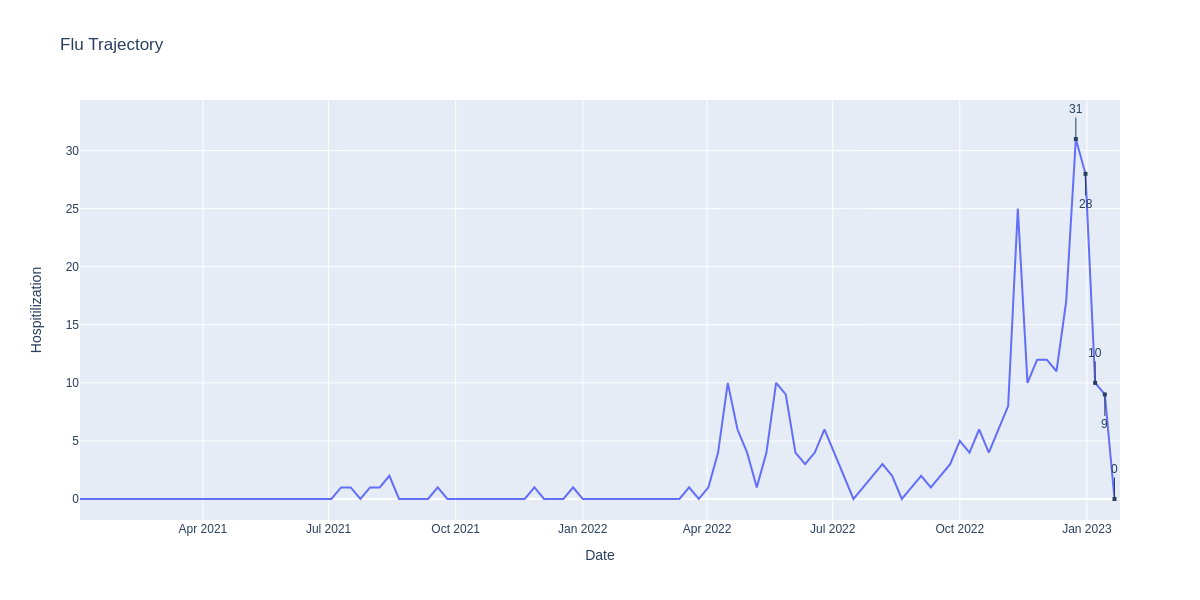 Flu Trajectory
31
30
28
25
20
15
10
10
9
5
0
0
Hospitilization
Apr 2021
Jul 2021
Oct 2021
Jan 2022
Apr 2022
Jul 2022
Oct 2022
Jan 2023
Date